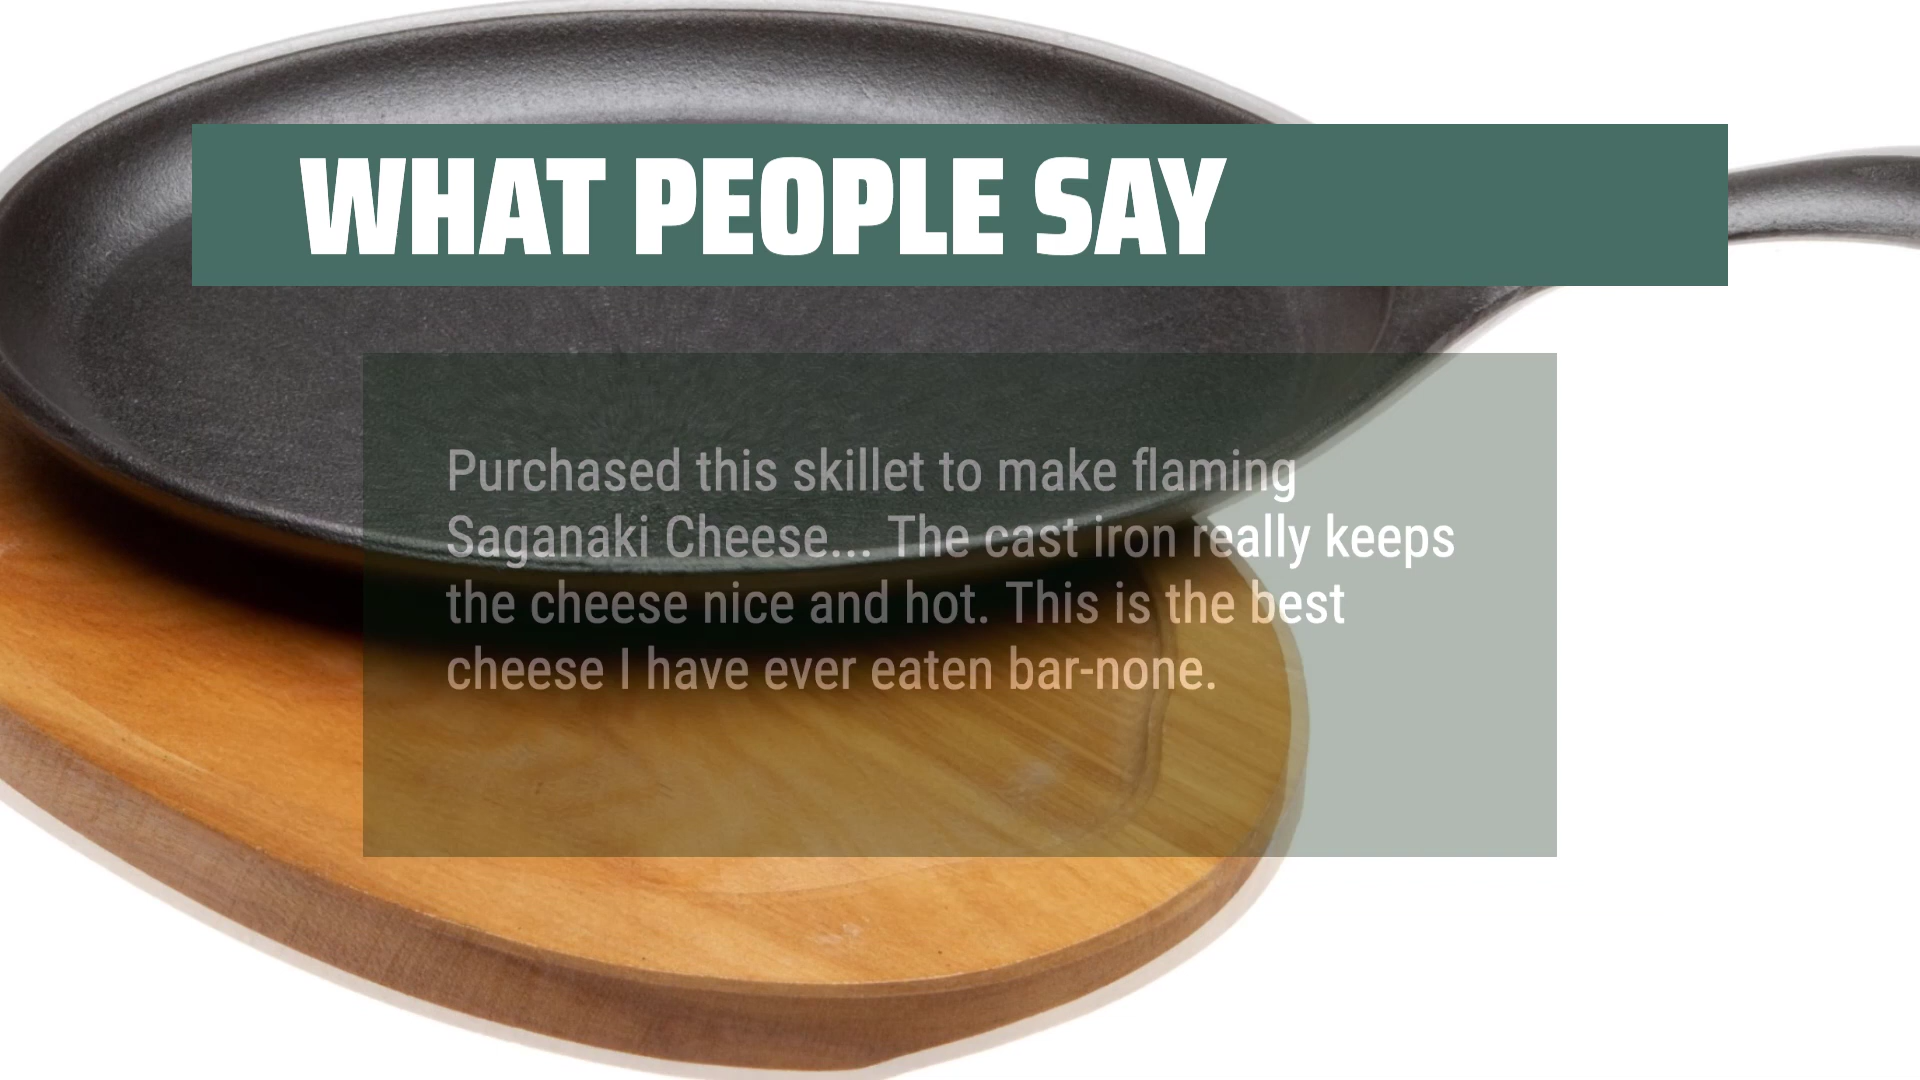 WHAT PEOPLE SAY
Purchased this skillet to make flaming
Saganaki Cheese... The cast iron really keeps
the cheese nice and hot. This is the best
cheese I have ever eaten bar-none.